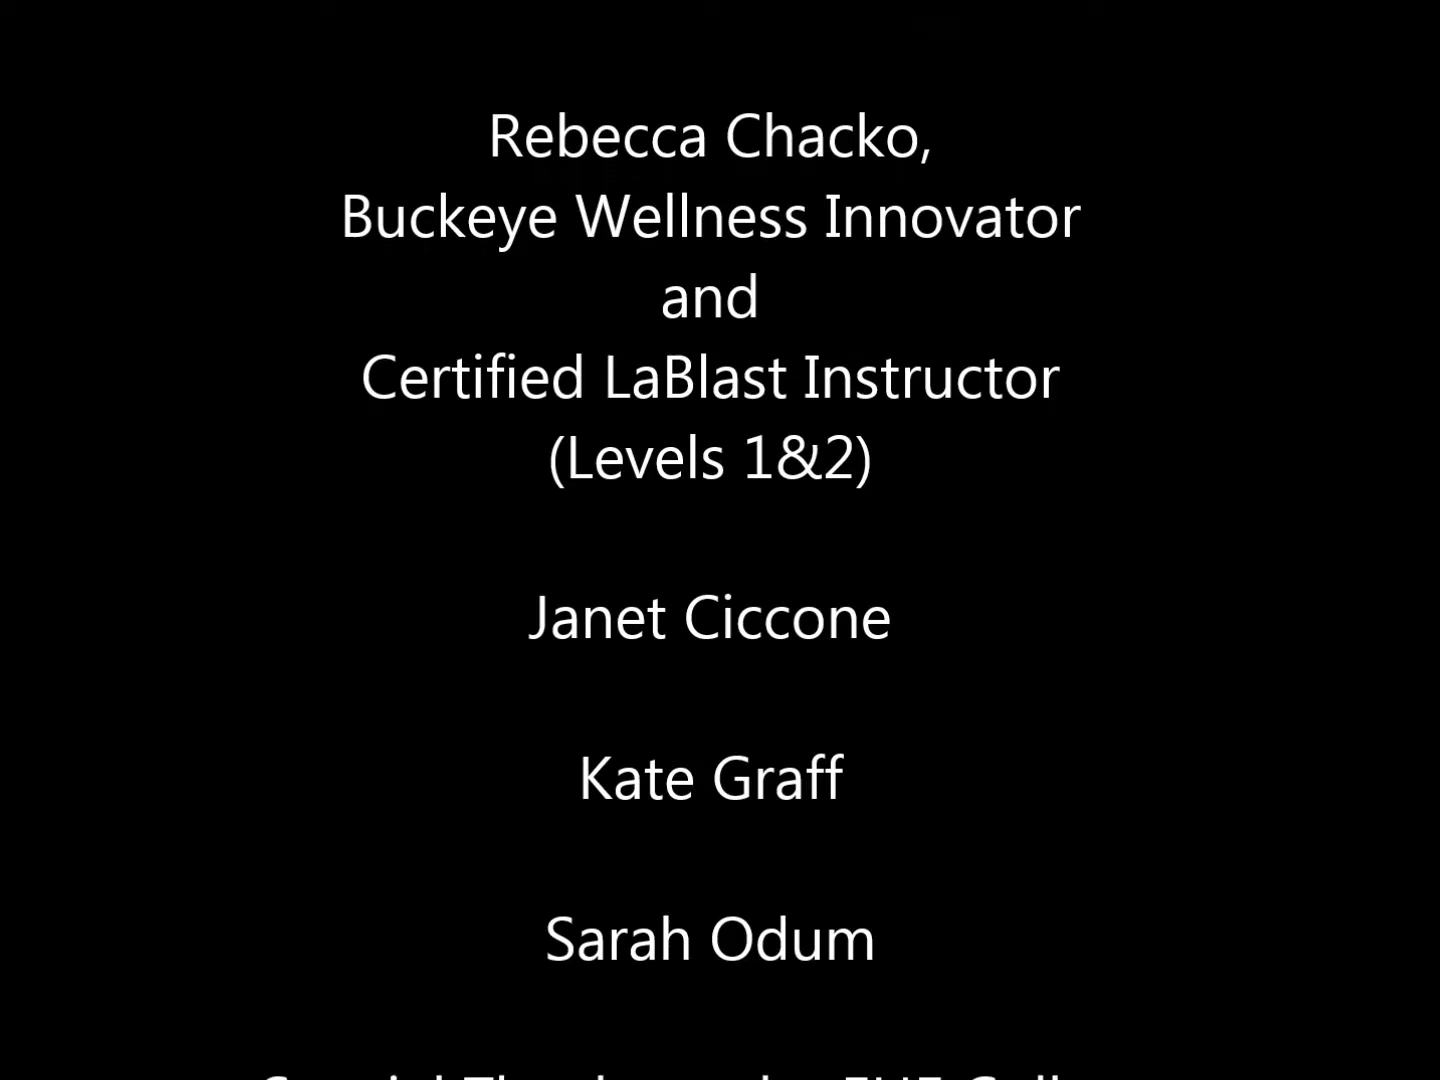 Rebecca Chacko,
Buckeye Wellness Innovator
and
Certified LaBlast Instructor
(Levels 1&2)
Janet Ciccone
Kate Graff
Sarah Odum